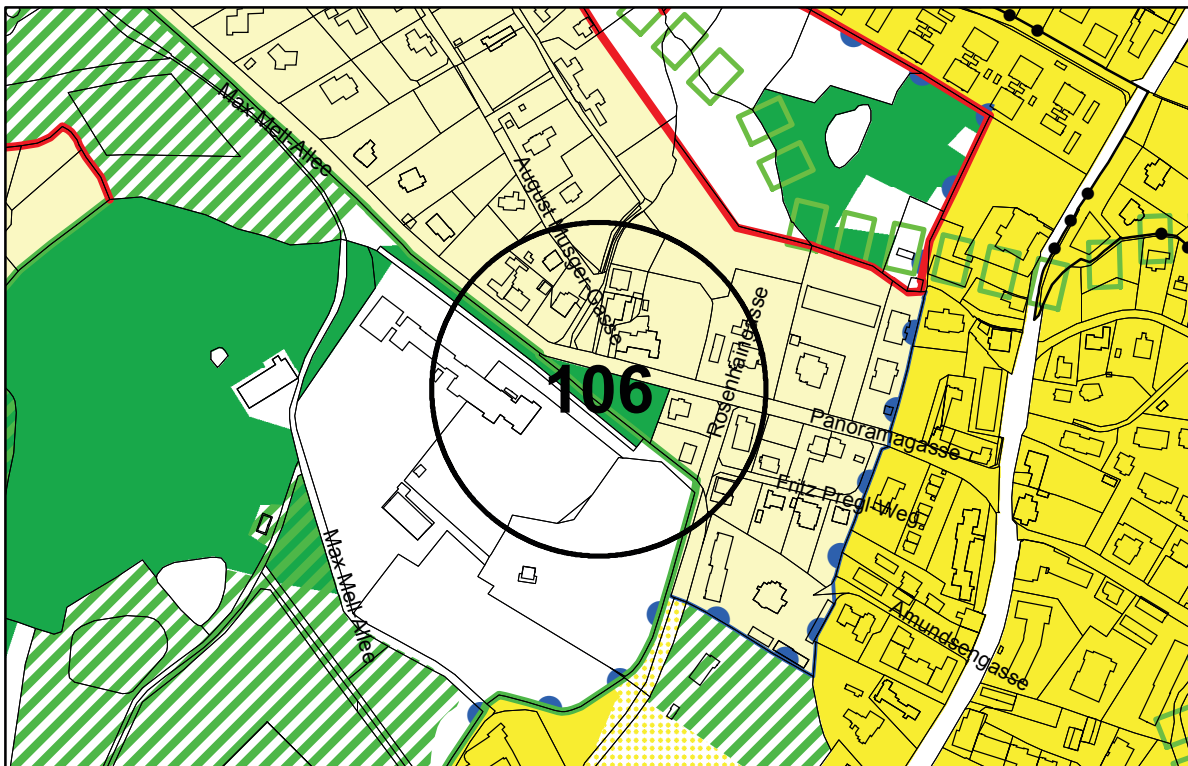 Max-Mell-Allee
August-Musger-Gasse
106
Rosenhaingasse
Panoramagasse
Fritz-Pregl-Weg
Max-Mell-Allee
Amundsengasse